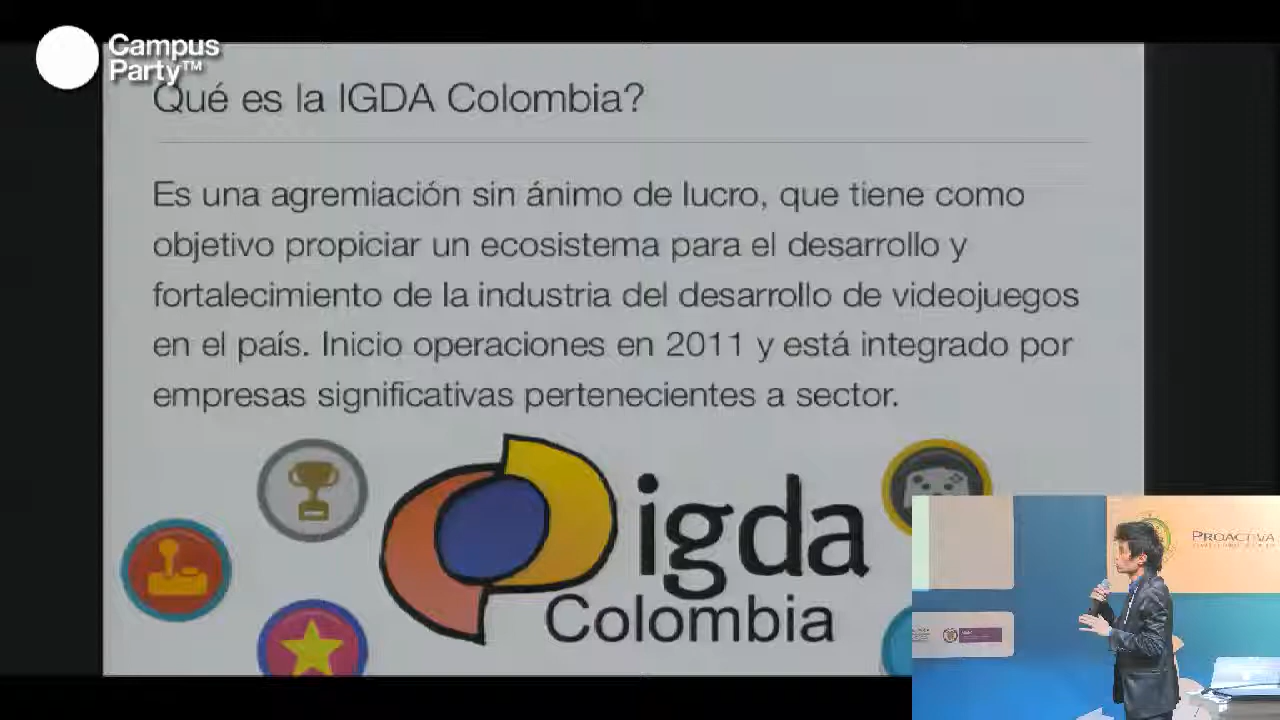 Campus
Party™
Qué es la IGDA Colombia?
Es una agremiación sin ánimo de lucro, que tiene como
objetivo propiciar un ecosistema para el desarrollo y
fortalecimiento de la industria del desarrollo de videojuegos
en el país. Inicio operaciones en 2011 y está integrado por
empresas significativas pertenecientes a sector.
igda
Colombia
PROACTIVA